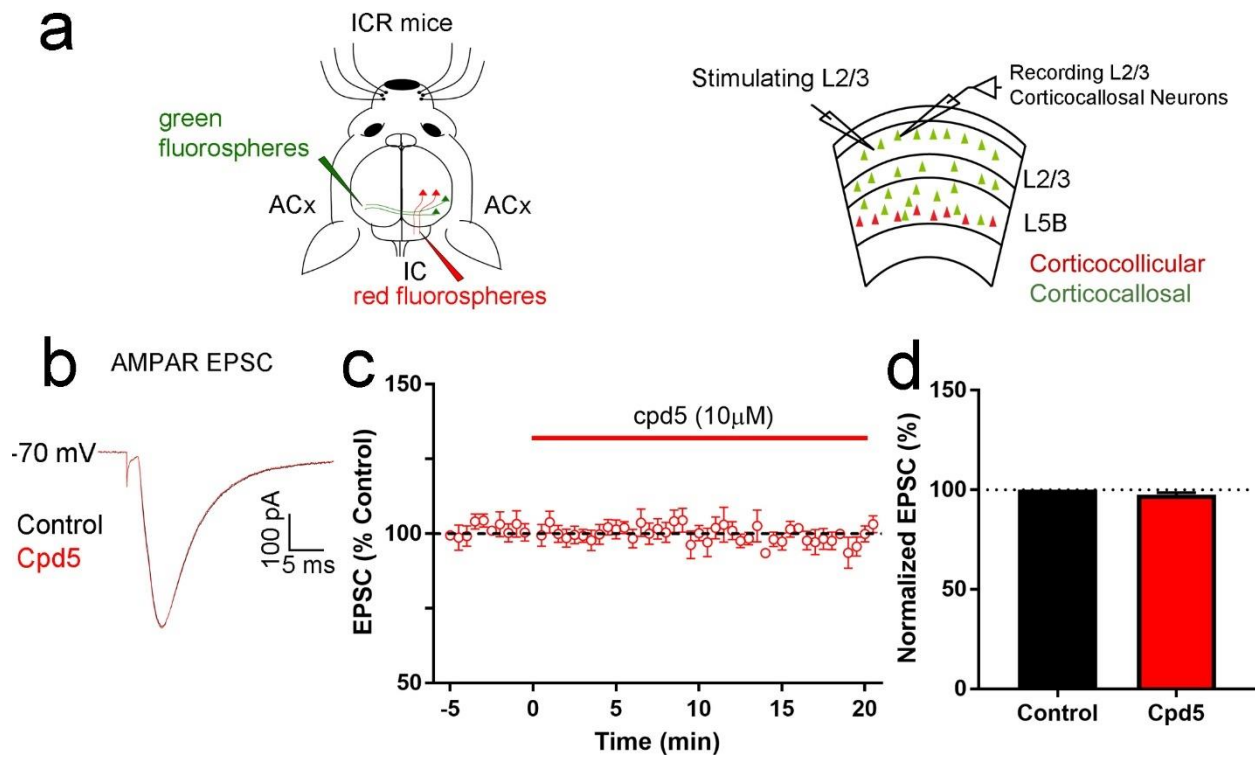 a
ICR mice
green
fluorospheres
ACx
ACx
IC
red fluorospheres
Stimulating L2/3
Recording L2/3
Corticocallosal Neurons
L2/3
L5B
Corticocollicular
Corticocallosal
b
AMPAR EPSC
-70 mV
Control
Cpd5
100 pA
5 ms
c
EPSC (% Control)
150
100
50
cpd5 (10μM)
-5 0 5 10 15 20
Time (min)
d
Normalized EPSC (%)
150
100
50
0
Control Cpd5